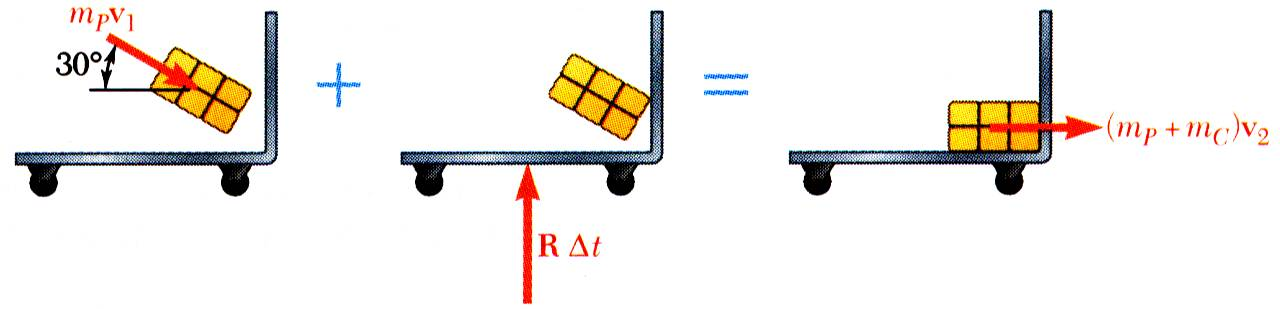 m_P v_1
30°
+
=
R Δt
(m_P + m_C)v_2